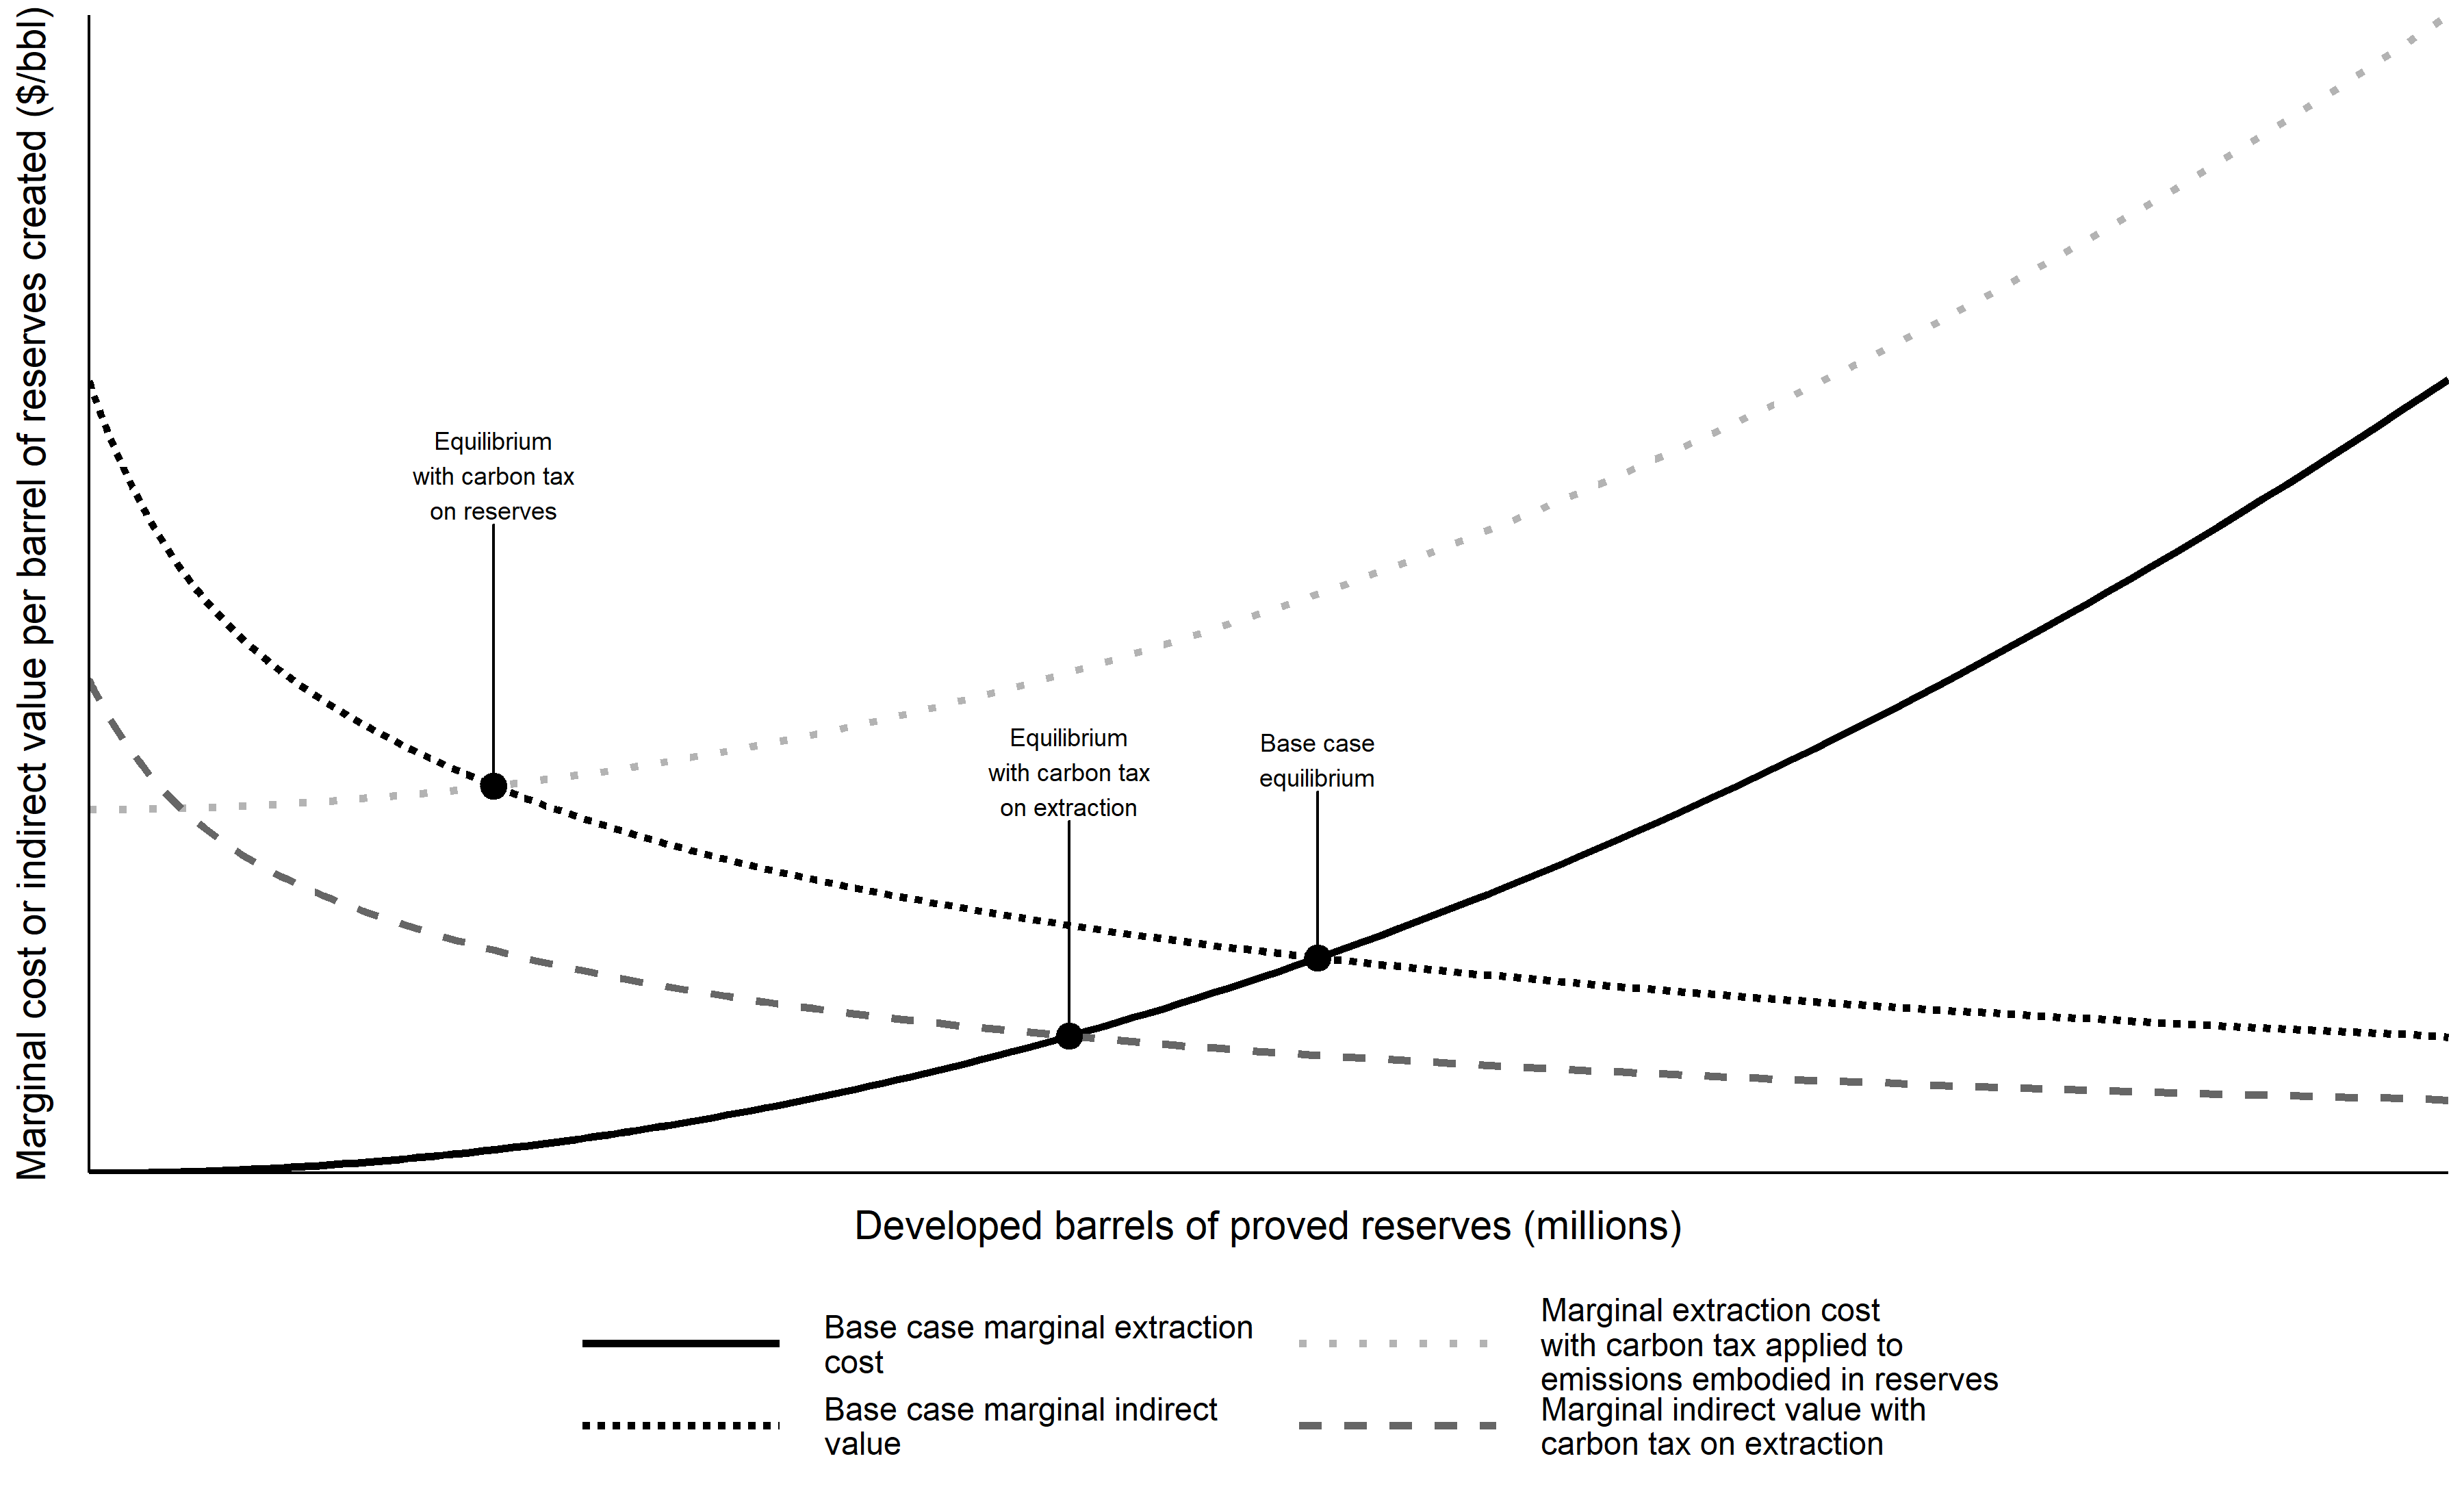 Marginal cost or indirect value per barrel of reserves created ($/bbl)
Equilibrium
with carbon tax
on reserves
Equilibrium
with carbon tax
on extraction
Base case
equilibrium
Developed barrels of proved reserves (millions)
Base case marginal extraction
cost
Base case marginal indirect
value
Marginal extraction cost
with carbon tax applied to
emissions embodied in reserves
Marginal indirect value with
carbon tax on extraction